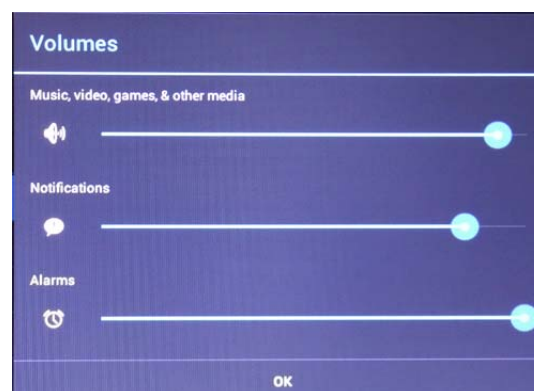 Volumes
Music, video, games, & other media
Notifications
Alarms
OK